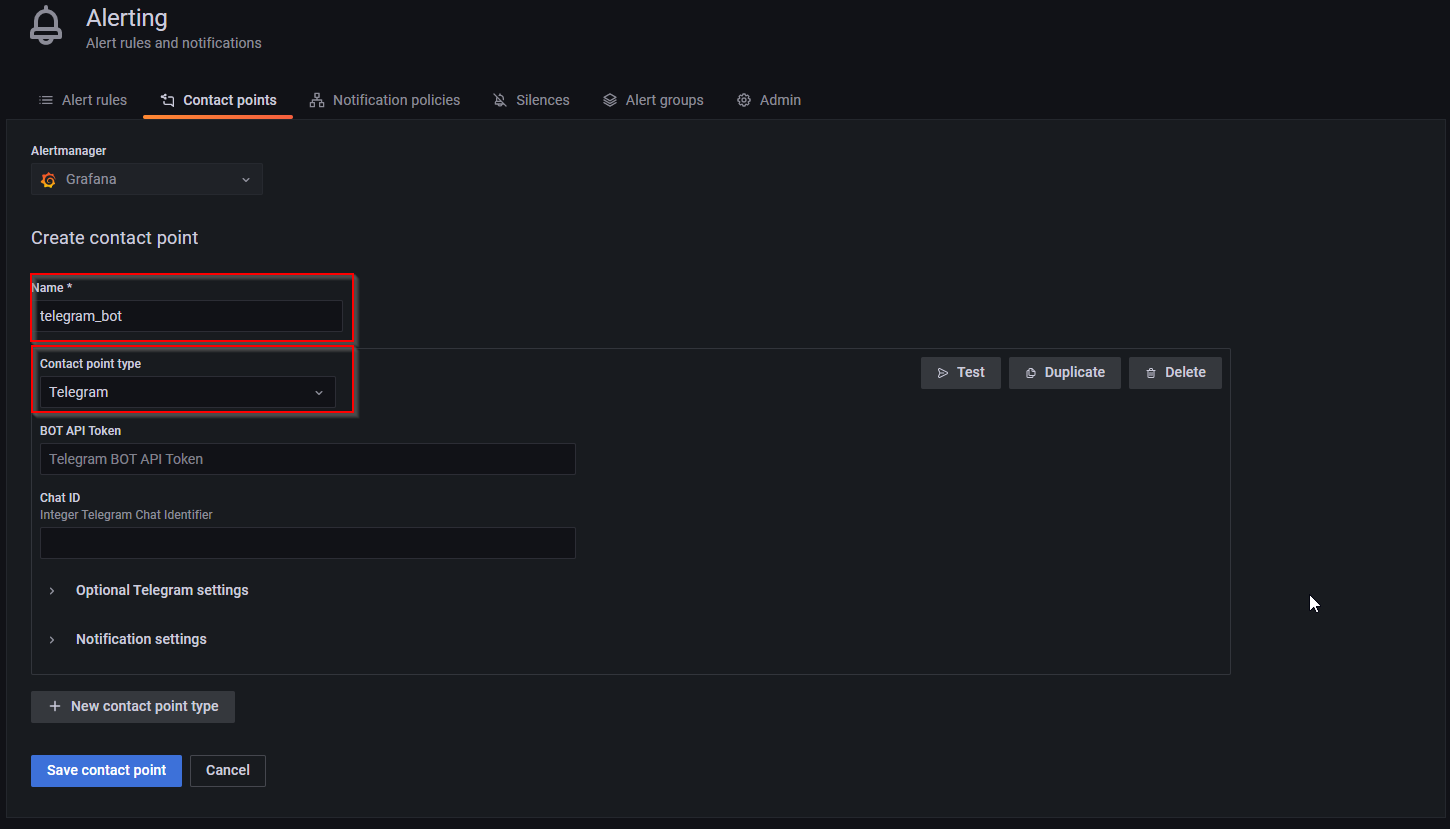 Alerting
Alert rules and notifications
Alert rules
Contact points
Notification policies
Silences
Alert groups
Admin
Alertmanager
Grafana
Create contact point
Name *
telegram_bot
Contact point type
Telegram
Test
Duplicate
Delete
BOT API Token
Telegram BOT API Token
Chat ID
Integer Telegram Chat Identifier
Optional Telegram settings
Notification settings
New contact point type
Save contact point
Cancel